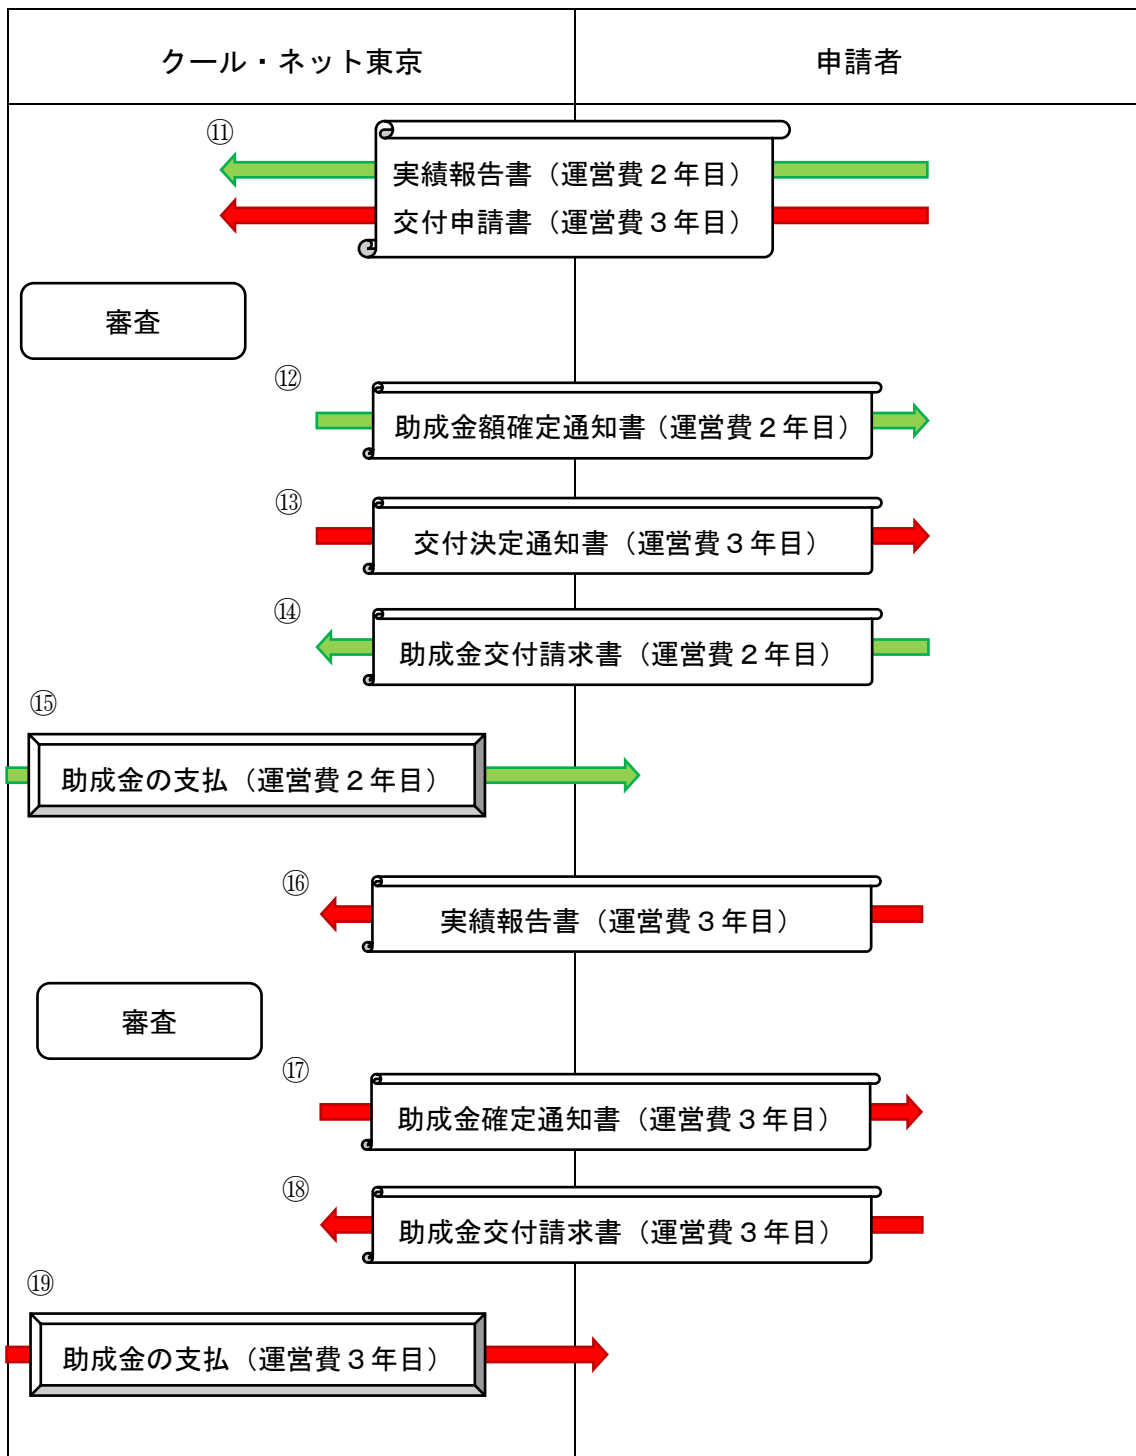 クール・ネット東京
申請者
⑪
実績報告書（運営費２年目）
交付申請書（運営費３年目）
審査
⑫
助成金額確定通知書（運営費２年目）
⑬
交付決定通知書（運営費３年目）
⑭
助成金交付請求書（運営費２年目）
⑮
助成金の支払（運営費２年目）
⑯
実績報告書（運営費３年目）
審査
⑰
助成金確定通知書（運営費３年目）
⑱
助成金交付請求書（運営費３年目）
⑲
助成金の支払（運営費３年目）